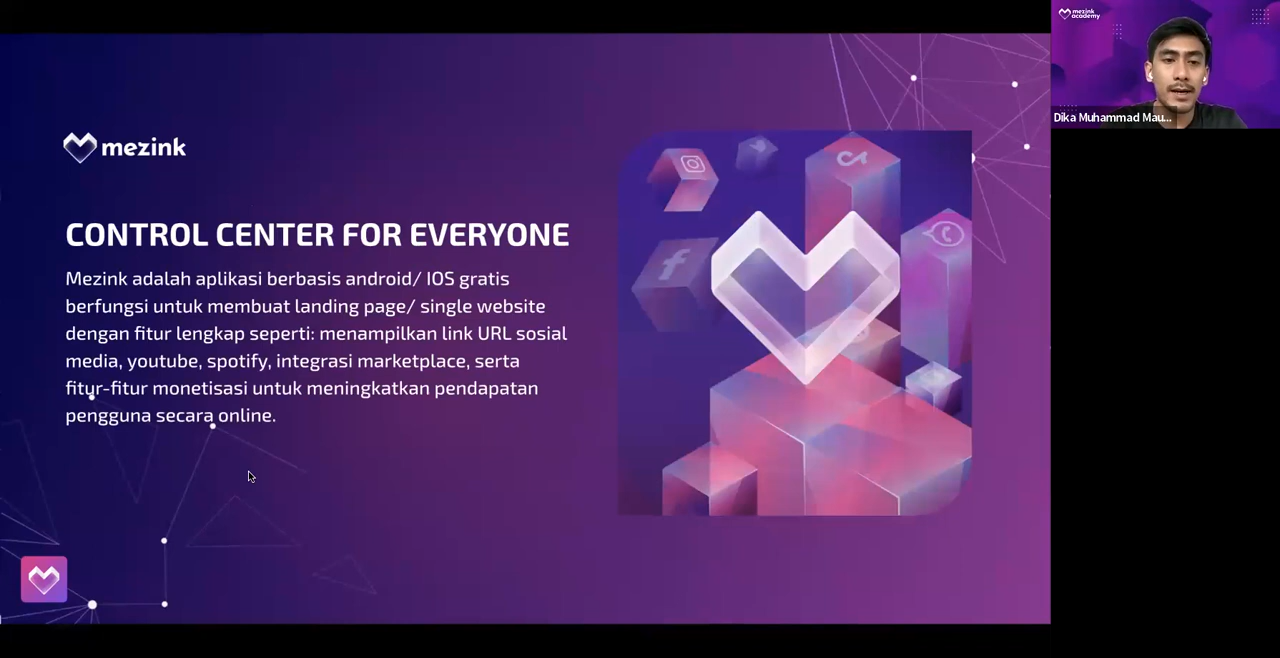 mezink
CONTROL CENTER FOR EVERYONE
Mezink adalah aplikasi berbasis android/ IOS gratis
berfungsi untuk membuat landing page/ single website
dengan fitur lengkap seperti: menampilkan link URL sosial
media, youtube, spotify, integrasi marketplace, serta
fitur-fitur monetisasi untuk meningkatkan pendapatan
pengguna secara online.
mezink
academy
Dika Muhammad Mau...